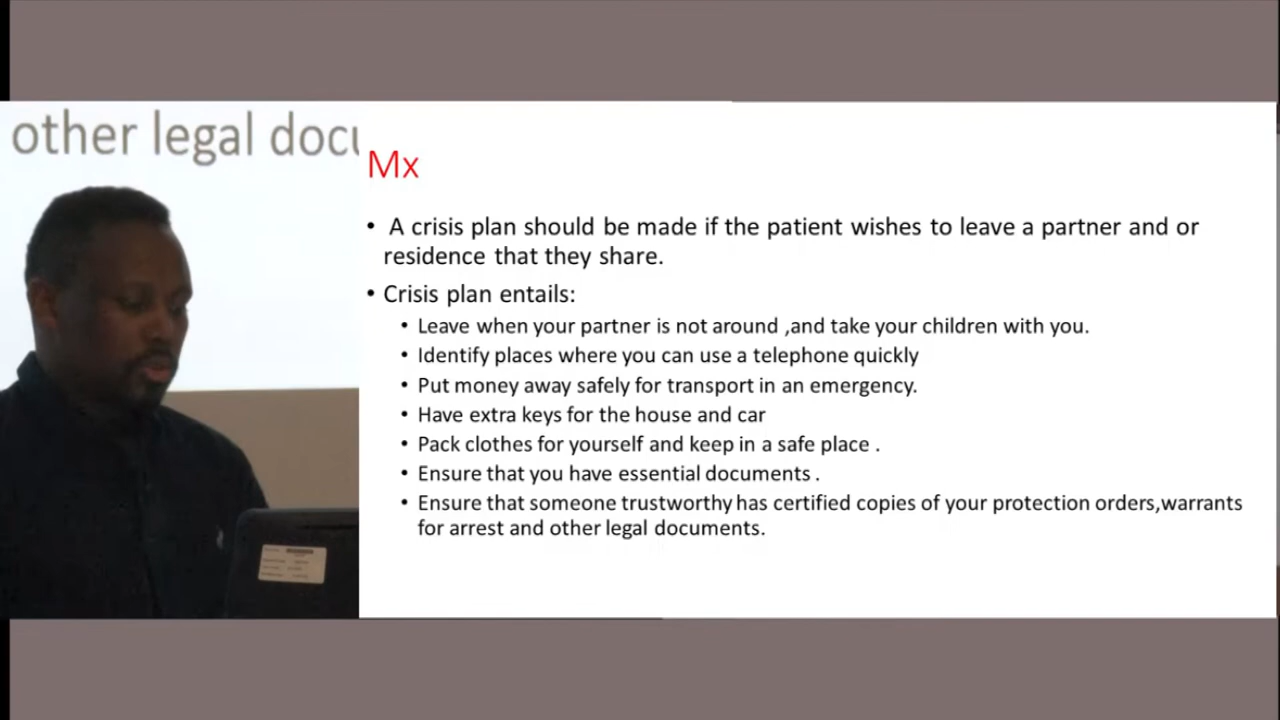 other legal docu
Mx
• A crisis plan should be made if the patient wishes to leave a partner and or
residence that they share.
• Crisis plan entails:
• Leave when your partner is not around ,and take your children with you.
• Identify places where you can use a telephone quickly
• Put money away safely for transport in an emergency.
• Have extra keys for the house and car
• Pack clothes for yourself and keep in a safe place .
• Ensure that you have essential documents .
• Ensure that someone trustworthy has certified copies of your protection orders,warrants
for arrest and other legal documents.